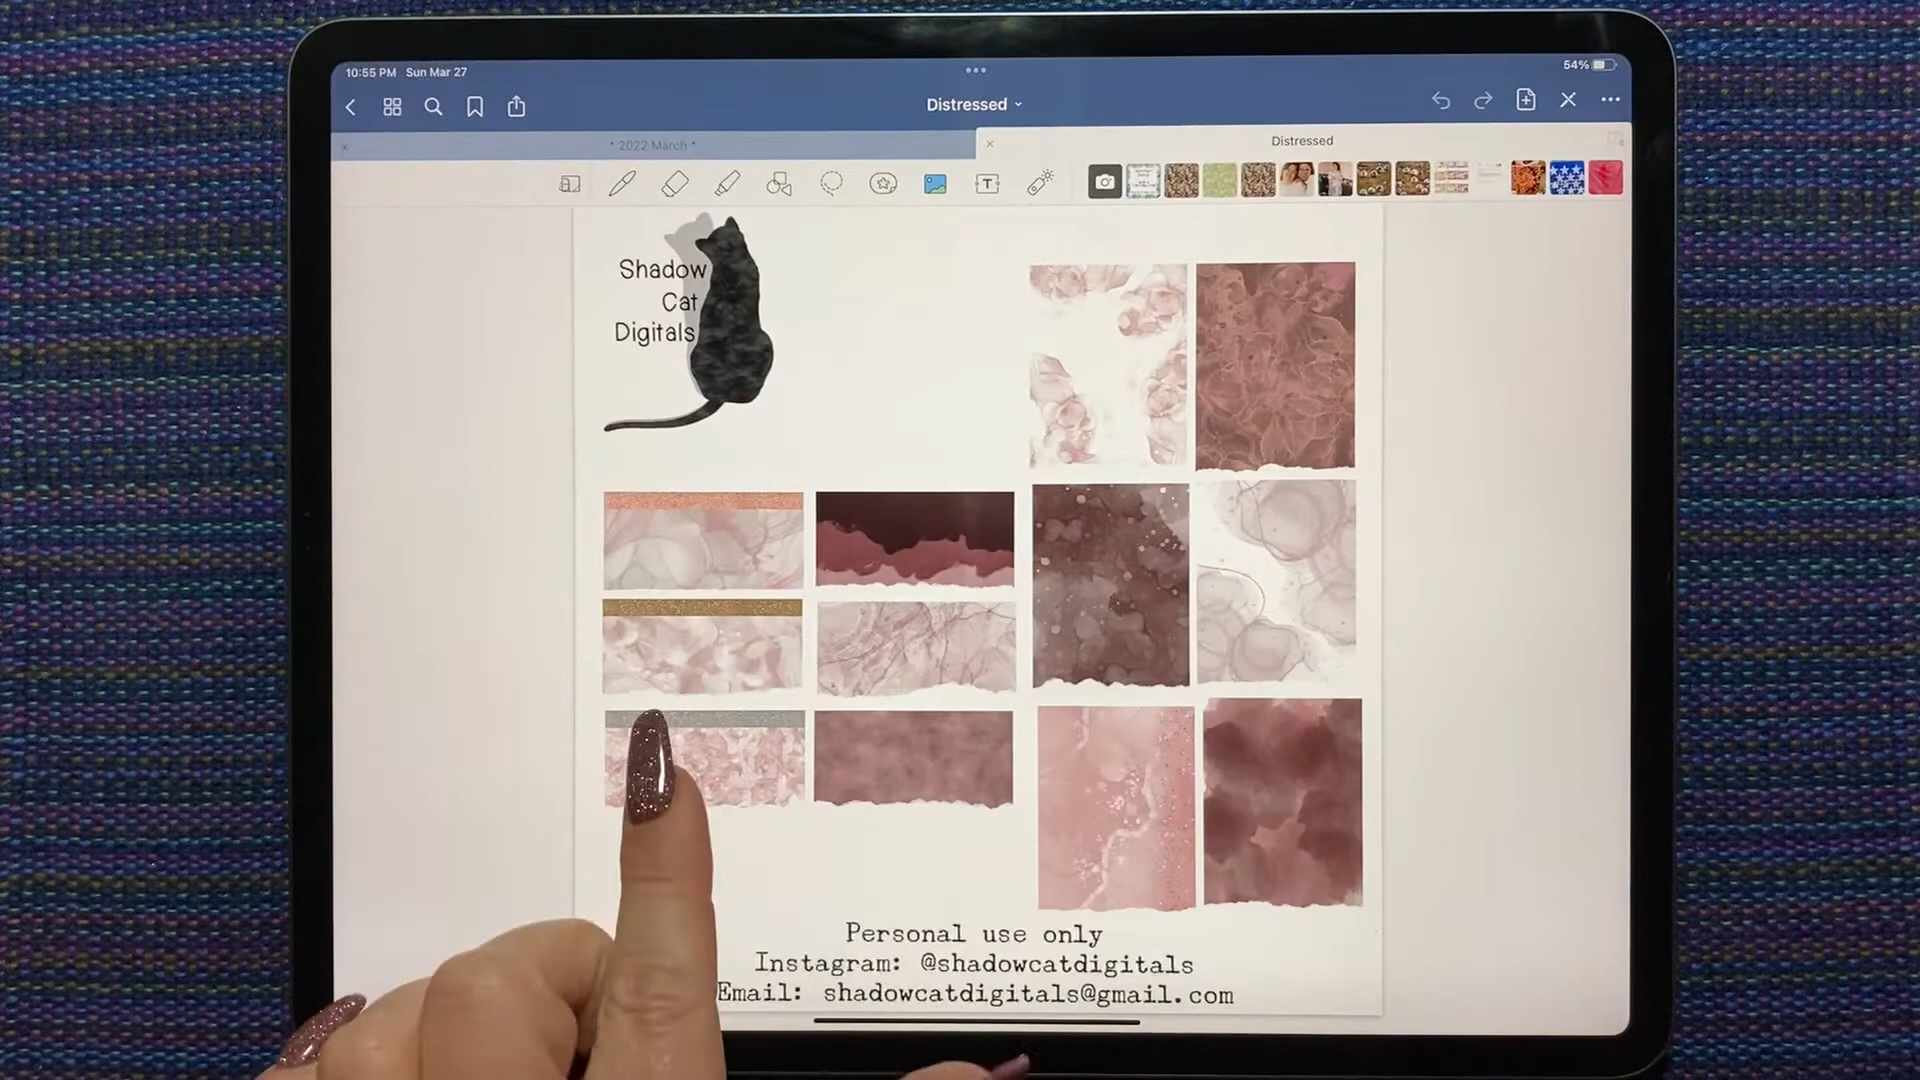 10:55 PM Sun Mar 27
54%
Distressed
* 2022 March *
Distressed
Shadow
Cat
Digitals
Personal use only
Instagram: @shadowcatdigitals
Email: shadowcatdigitals@gmail.com